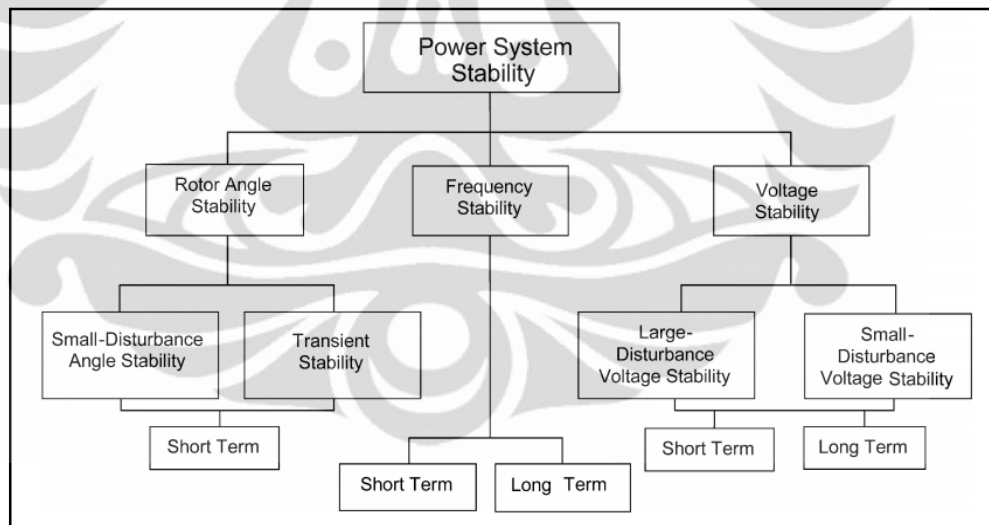 Power System
Stability
Rotor Angle
Stability
Frequency
Stability
Voltage
Stability
Small-Disturbance
Angle Stability
Transient
Stability
Large-
Disturbance
Voltage Stability
Small-
Disturbance
Voltage Stability
Short Term
Short Term
Long Term
Short Term
Long Term